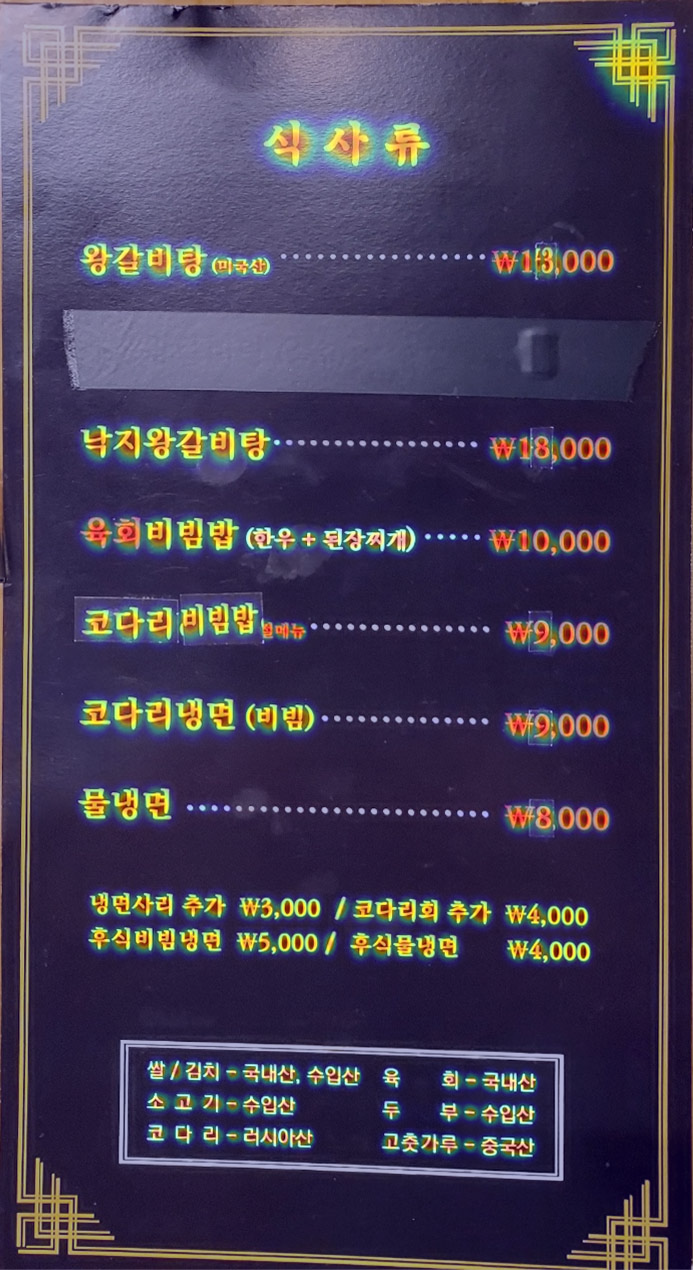 식사류
왕갈비탕 (미국산) ₩13,000
낙지왕갈비탕 ₩18,000
육회비빔밥 (한우 + 된장찌개) ₩10,000
코다리비빔밥 ₩9,000
코다리냉면 (비빔) ₩9,000
물냉면 ₩8,000
냉면사리 추가 ₩3,000 / 코다리회 추가 ₩4,000
후식비빔냉면 ₩5,000 / 후식물냉면 ₩4,000
쌀 / 김치 - 국내산, 수입산 육 회 - 국내산
소 고 기 - 수입산 두 부 - 수입산
코 다 리 - 러시아산 고춧가루 - 중국산